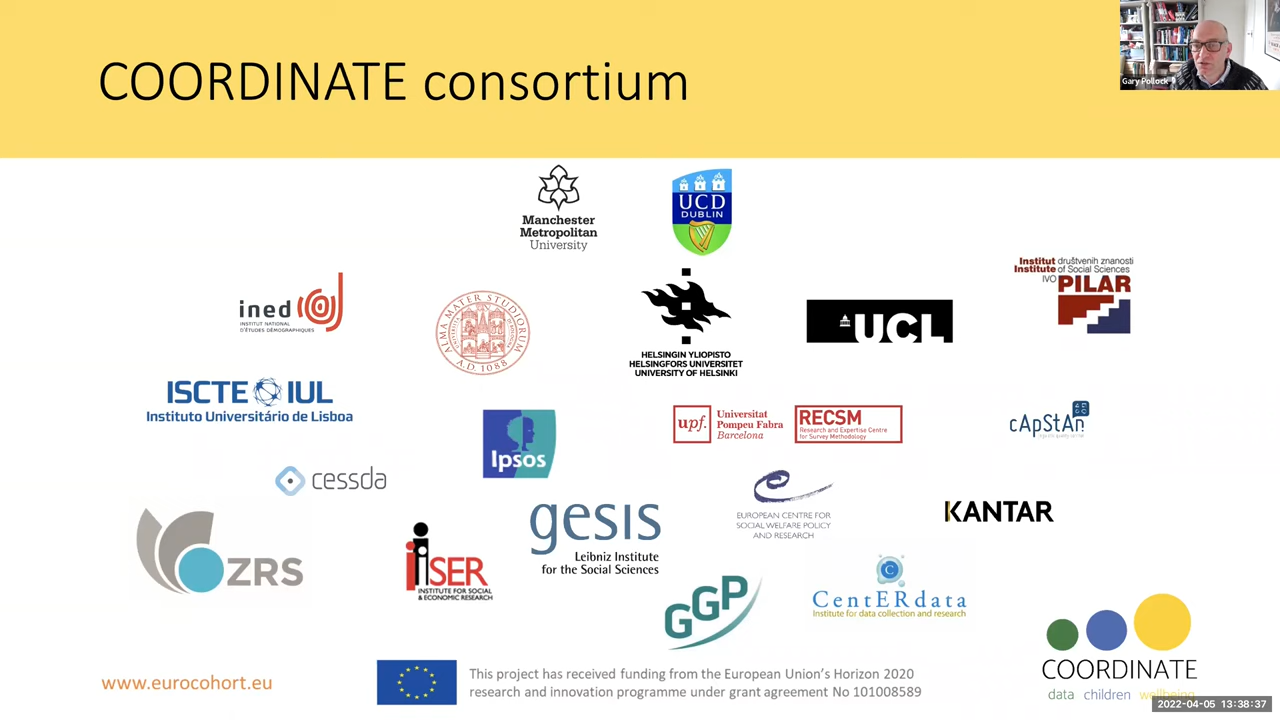 COORDINATE consortium
Gary Pollock
Manchester
Metropolitan
University
UCD
DUBLIN
ined
INSTITUT NATIONAL
D'ÉTUDES DÉMOGRAPHIQUES
ALMA MATER STUDIORUM
A.D. 1088
HELSINGIN YLIOPISTO
HELSINGFORS UNIVERSITET
UNIVERSITY OF HELSINKI
UCL
Institut društvenih znanosti
Institute of Social Sciences
IVO PILAR
ISCTE IUL
Instituto Universitário de Lisboa
Ipsos
upf. Universitat
Pompeu Fabra
Barcelona
RECSM
Research and Expertise Centre
for Survey Methodology
cApStAn
cessda
ZRS
iSER
INSTITUTE FOR SOCIAL
& ECONOMIC RESEARCH
gesis
Leibniz Institute
for the Social Sciences
EUROPEAN CENTRE FOR
SOCIAL WELFARE POLICY
AND RESEARCH
KANTAR
GGP
C
CentERdata
Institute for data collection and research
COORDINATE
data children wellbeing
www.eurocohort.eu
This project has received funding from the European Union's Horizon 2020
research and innovation programme under grant agreement No 101008589
2022-04-05 13:38:37